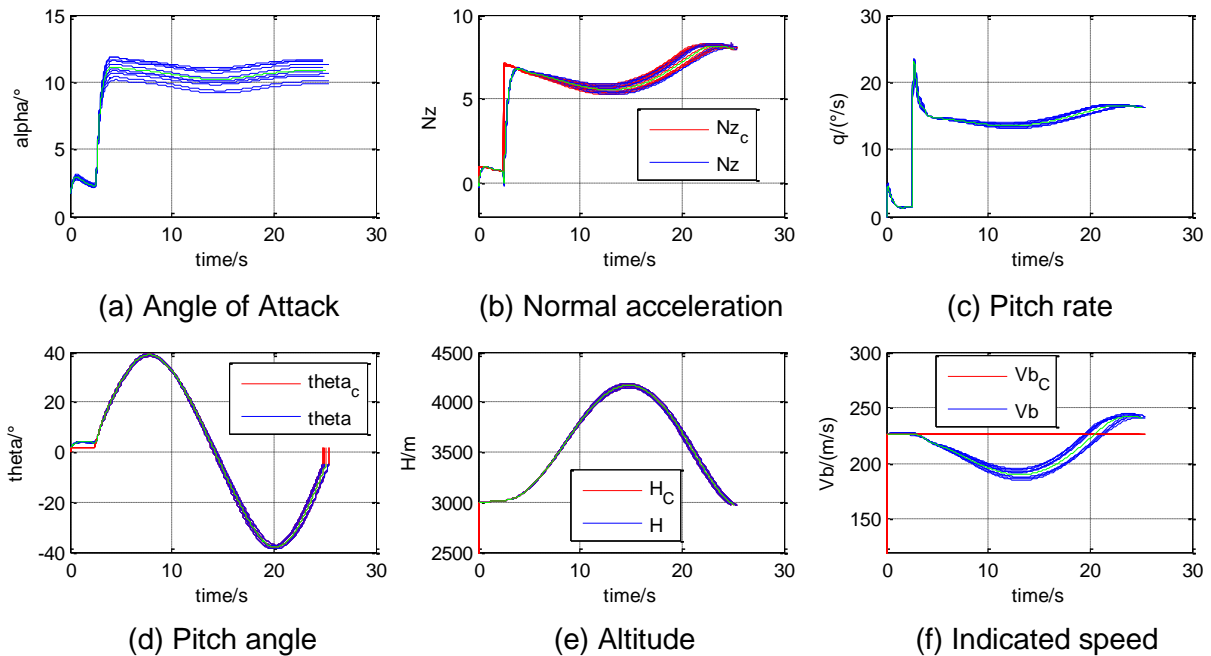 15
10
5
0
alpha/°
0 10 20 30
time/s
(a) Angle of Attack
10
5
0
Nz
Nz_c
Nz
0 10 20 30
time/s
(b) Normal acceleration
30
20
10
0
q/(°/s)
0 10 20 30
time/s
(c) Pitch rate
40
20
0
-20
-40
theta/°
theta_c
theta
0 10 20 30
time/s
(d) Pitch angle
4500
4000
3500
3000
2500
H/m
H_C
H
0 10 20 30
time/s
(e) Altitude
300
250
200
150
Vb/(m/s)
Vb_C
Vb
0 10 20 30
time/s
(f) Indicated speed